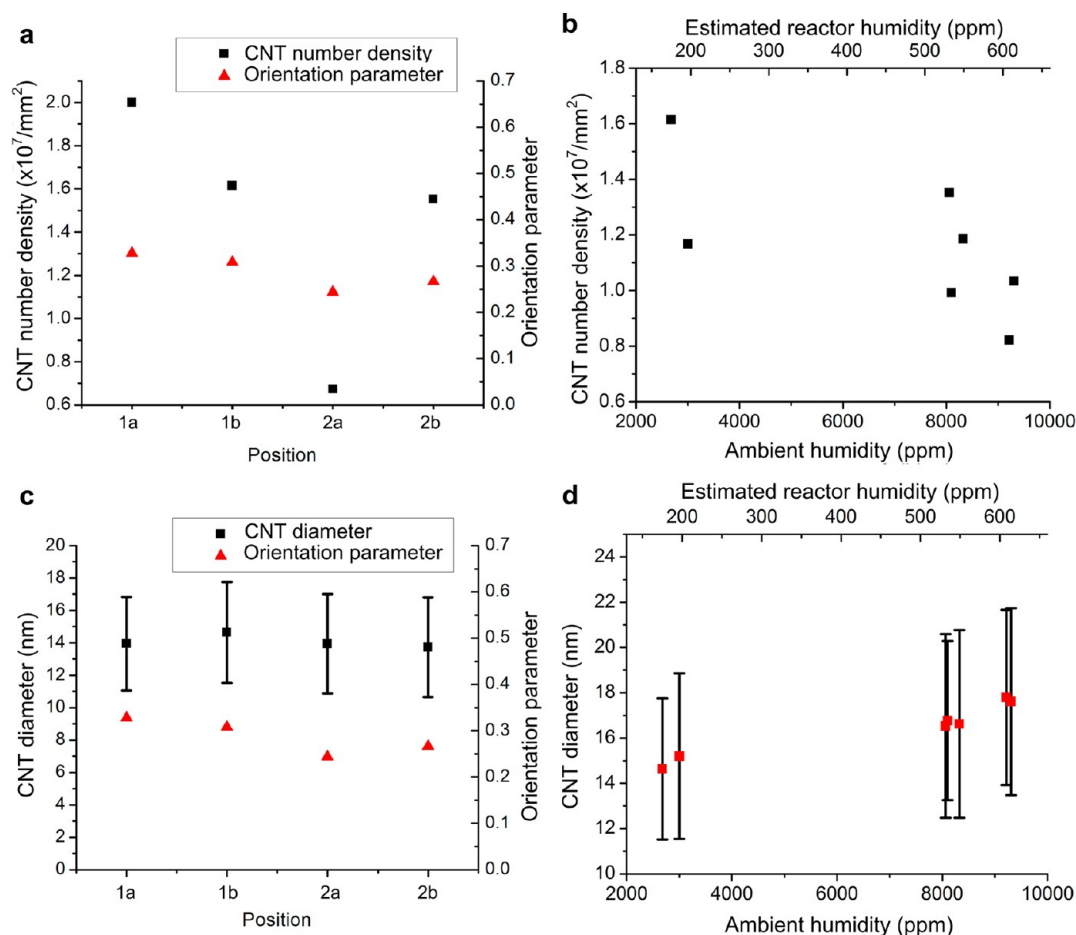 a
CNT number density
Orientation parameter
2.0
1.8
1.6
1.4
1.2
1.0
0.8
0.6
CNT number density (x10⁷/mm²)
0.7
0.6
0.5
0.4
0.3
0.2
0.1
0.0
Orientation parameter
1a 1b 2a 2b
Position
b
Estimated reactor humidity (ppm)
200 300 400 500 600
1.8
1.6
1.4
1.2
1.0
0.8
0.6
CNT number density (x10⁷/mm²)
2000 4000 6000 8000 10000
Ambient humidity (ppm)
c
CNT diameter
Orientation parameter
20
18
16
14
12
10
8
6
4
2
0
CNT diameter (nm)
0.7
0.6
0.5
0.4
0.3
0.2
0.1
0.0
Orientation parameter
1a 1b 2a 2b
Position
d
Estimated reactor humidity (ppm)
200 300 400 500 600
24
22
20
18
16
14
12
10
CNT diameter (nm)
2000 4000 6000 8000 10000
Ambient humidity (ppm)